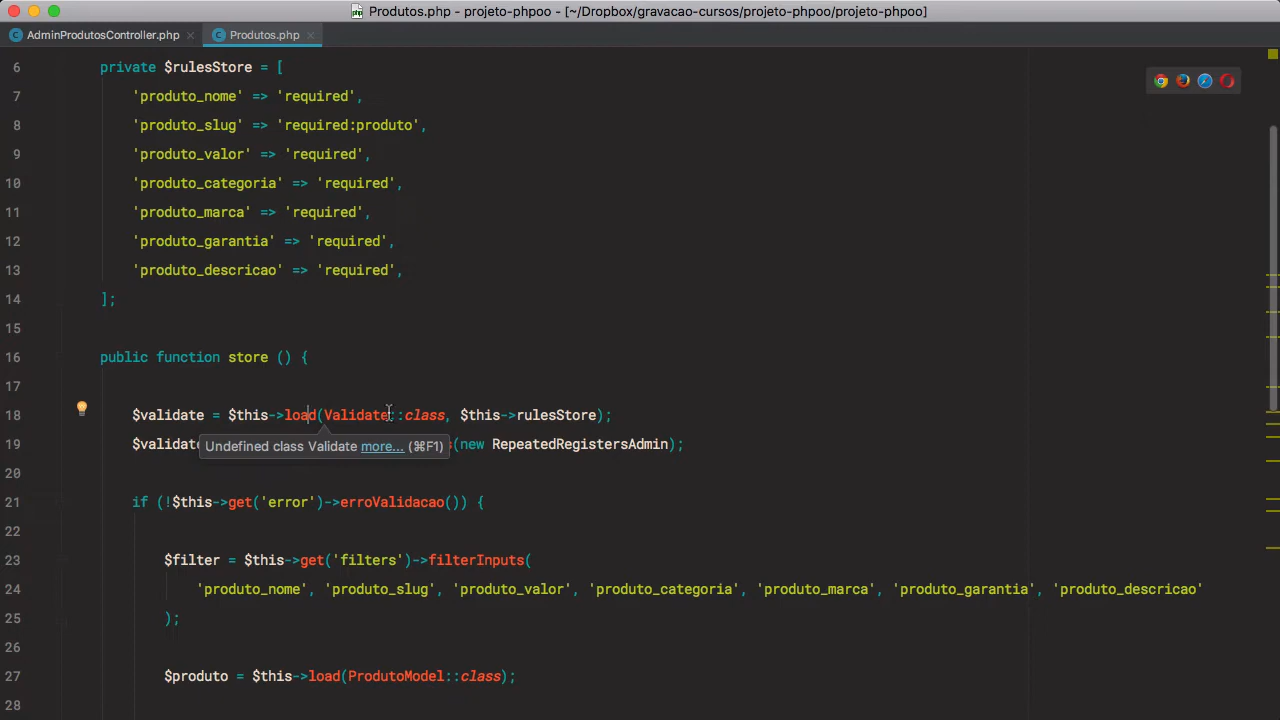 Produtos.php - projeto-phpoo - [~/Dropbox/gravacao-cursos/projeto-phpoo/projeto-phpoo]
AdminProdutosController.php
Produtos.php
6 private $rulesStore = [
7 'produto_nome' => 'required',
8 'produto_slug' => 'required:produto',
9 'produto_valor' => 'required',
10 'produto_categoria' => 'required',
11 'produto_marca' => 'required',
12 'produto_garantia' => 'required',
13 'produto_descricao' => 'required',
14 ];
15
16 public function store () {
17
18 $validate = $this->load(Validate::class, $this->rulesStore);
19 $validat (new RepeatedRegistersAdmin);
Undefined class Validate more... (⌘F1)
20
21 if (!$this->get('error')->erroValidacao()) {
22
23 $filter = $this->get('filters')->filterInputs(
24 'produto_nome', 'produto_slug', 'produto_valor', 'produto_categoria', 'produto_marca', 'produto_garantia', 'produto_descricao'
25 );
26
27 $produto = $this->load(ProdutoModel::class);
28